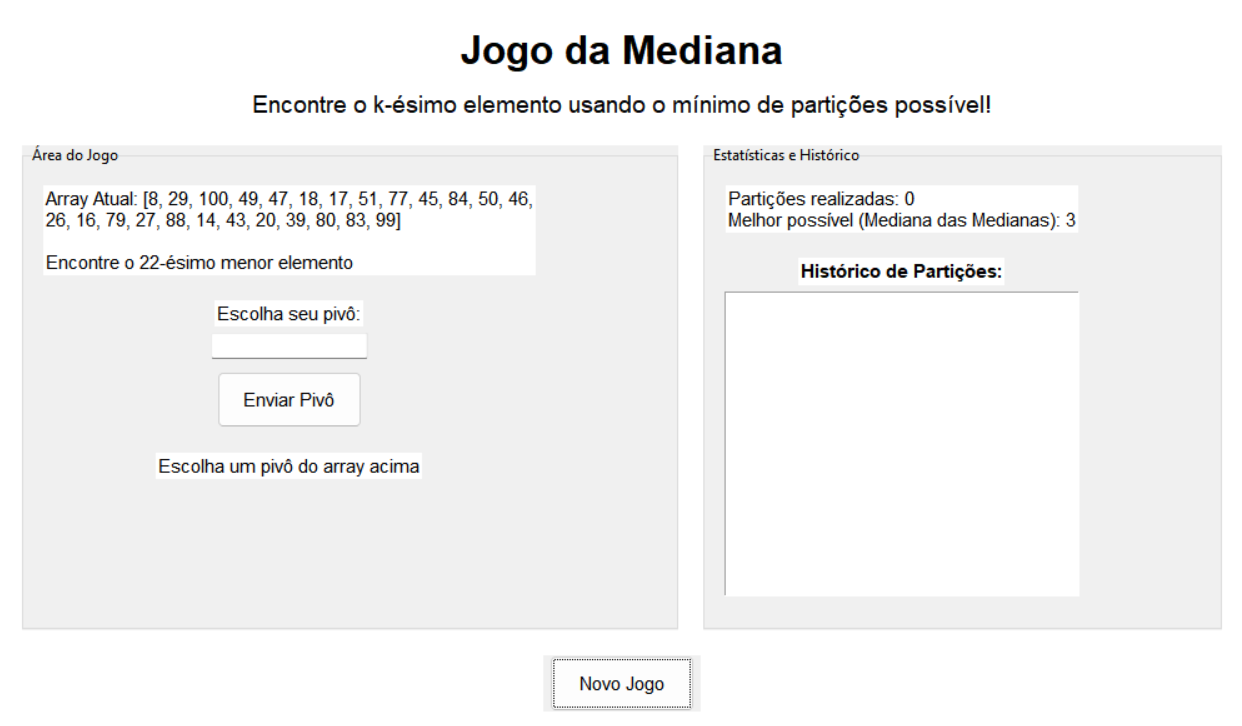 Jogo da Mediana
Encontre o k-ésimo elemento usando o mínimo de partições possível!
Área do Jogo
Array Atual: [8, 29, 100, 49, 47, 18, 17, 51, 77, 45, 84, 50, 46,
26, 16, 79, 27, 88, 14, 43, 20, 39, 80, 83, 99]
Encontre o 22-ésimo menor elemento
Escolha seu pivô:
Enviar Pivô
Escolha um pivô do array acima
Estatísticas e Histórico
Partições realizadas: 0
Melhor possível (Mediana das Medianas): 3
Histórico de Partições:
Novo Jogo